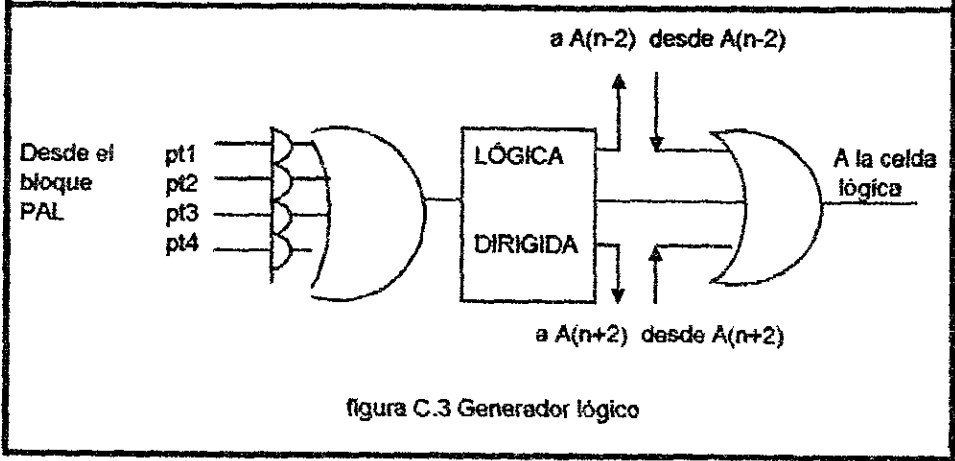 a A(n-2) desde A(n-2)
Desde el
bloque
PAL
pt1
pt2
pt3
pt4
LÓGICA
DIRIGIDA
A la celda
lógica
a A(n+2) desde A(n+2)
figura C.3 Generador lógico